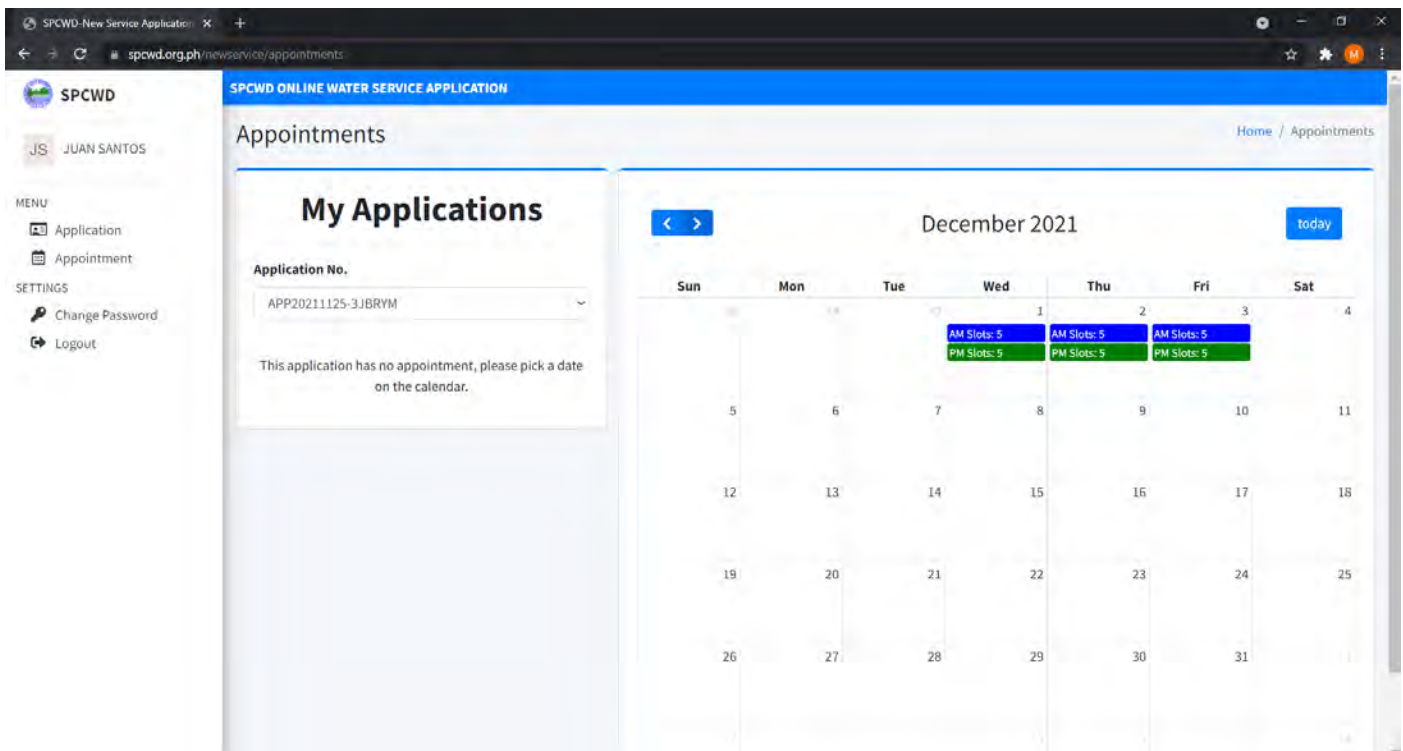 SPCWD-New Service Application
spcwd.org.ph/newservice/appointments
M
SPCWD
SPCWD ONLINE WATER SERVICE APPLICATION
JS JUAN SANTOS
Appointments
Home / Appointments
MENU
Application
Appointment
SETTINGS
Change Password
Logout
My Applications
Application No.
APP20211125-3JBRYM
This application has no appointment, please pick a date
on the calendar.
December 2021
today
Sun Mon Tue Wed Thu Fri Sat
1 2 3 4
AM Slots: 5 AM Slots: 5 AM Slots: 5
PM Slots: 5 PM Slots: 5 PM Slots: 5
5 6 7 8 9 10 11
12 13 14 15 16 17 18
19 20 21 22 23 24 25
26 27 28 29 30 31